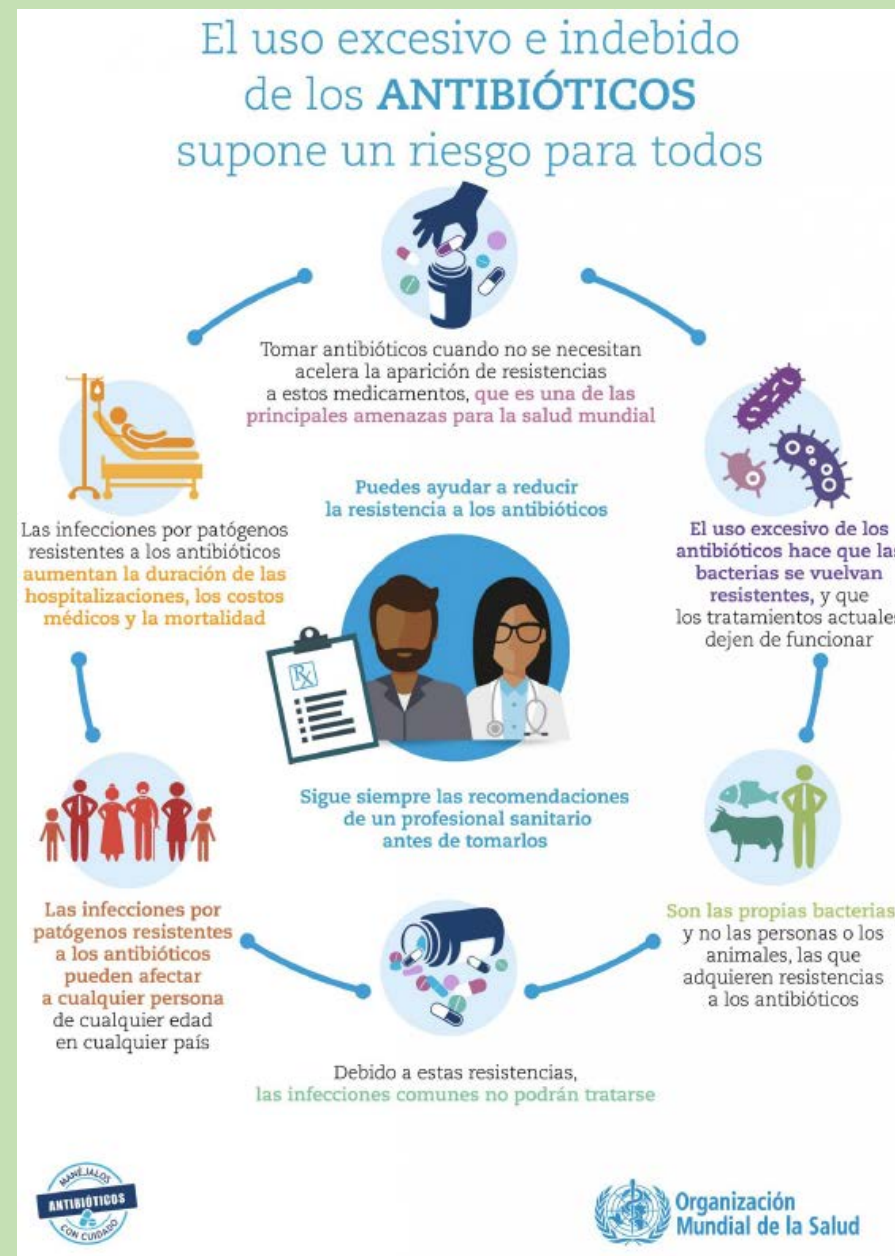 El uso excesivo e indebido
de los ANTIBIÓTICOS
supone un riesgo para todos
Tomar antibióticos cuando no se necesitan
acelera la aparición de resistencias
a estos medicamentos, que es una de las
principales amenazas para la salud mundial
El uso excesivo de los
antibióticos hace que las
bacterias se vuelvan
resistentes, y que
los tratamientos actuales
dejen de funcionar
Son las propias bacterias
y no las personas o los
animales, las que
adquieren resistencias
a los antibióticos
Debido a estas resistencias,
las infecciones comunes no podrán tratarse
Las infecciones por
patógenos resistentes
a los antibióticos
pueden afectar
a cualquier persona
de cualquier edad
en cualquier país
Las infecciones por patógenos
resistentes a los antibióticos
aumentan la duración de las
hospitalizaciones, los costos
médicos y la mortalidad
Puedes ayudar a reducir
la resistencia a los antibióticos
RX
Sigue siempre las recomendaciones
de un profesional sanitario
antes de tomarlos
MANÉJALOS
ANTIBIÓTICOS
CON CUIDADO
Organización
Mundial de la Salud